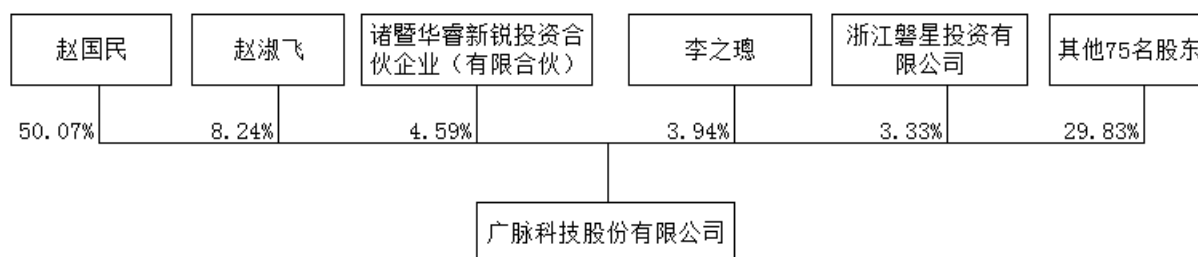 赵国民
赵淑飞
诸暨华睿新锐投资合
伙企业（有限合伙）
李之璁
浙江磐星投资有
限公司
其他75名股东
50.07%
8.24%
4.59%
3.94%
3.33%
29.83%
广脉科技股份有限公司